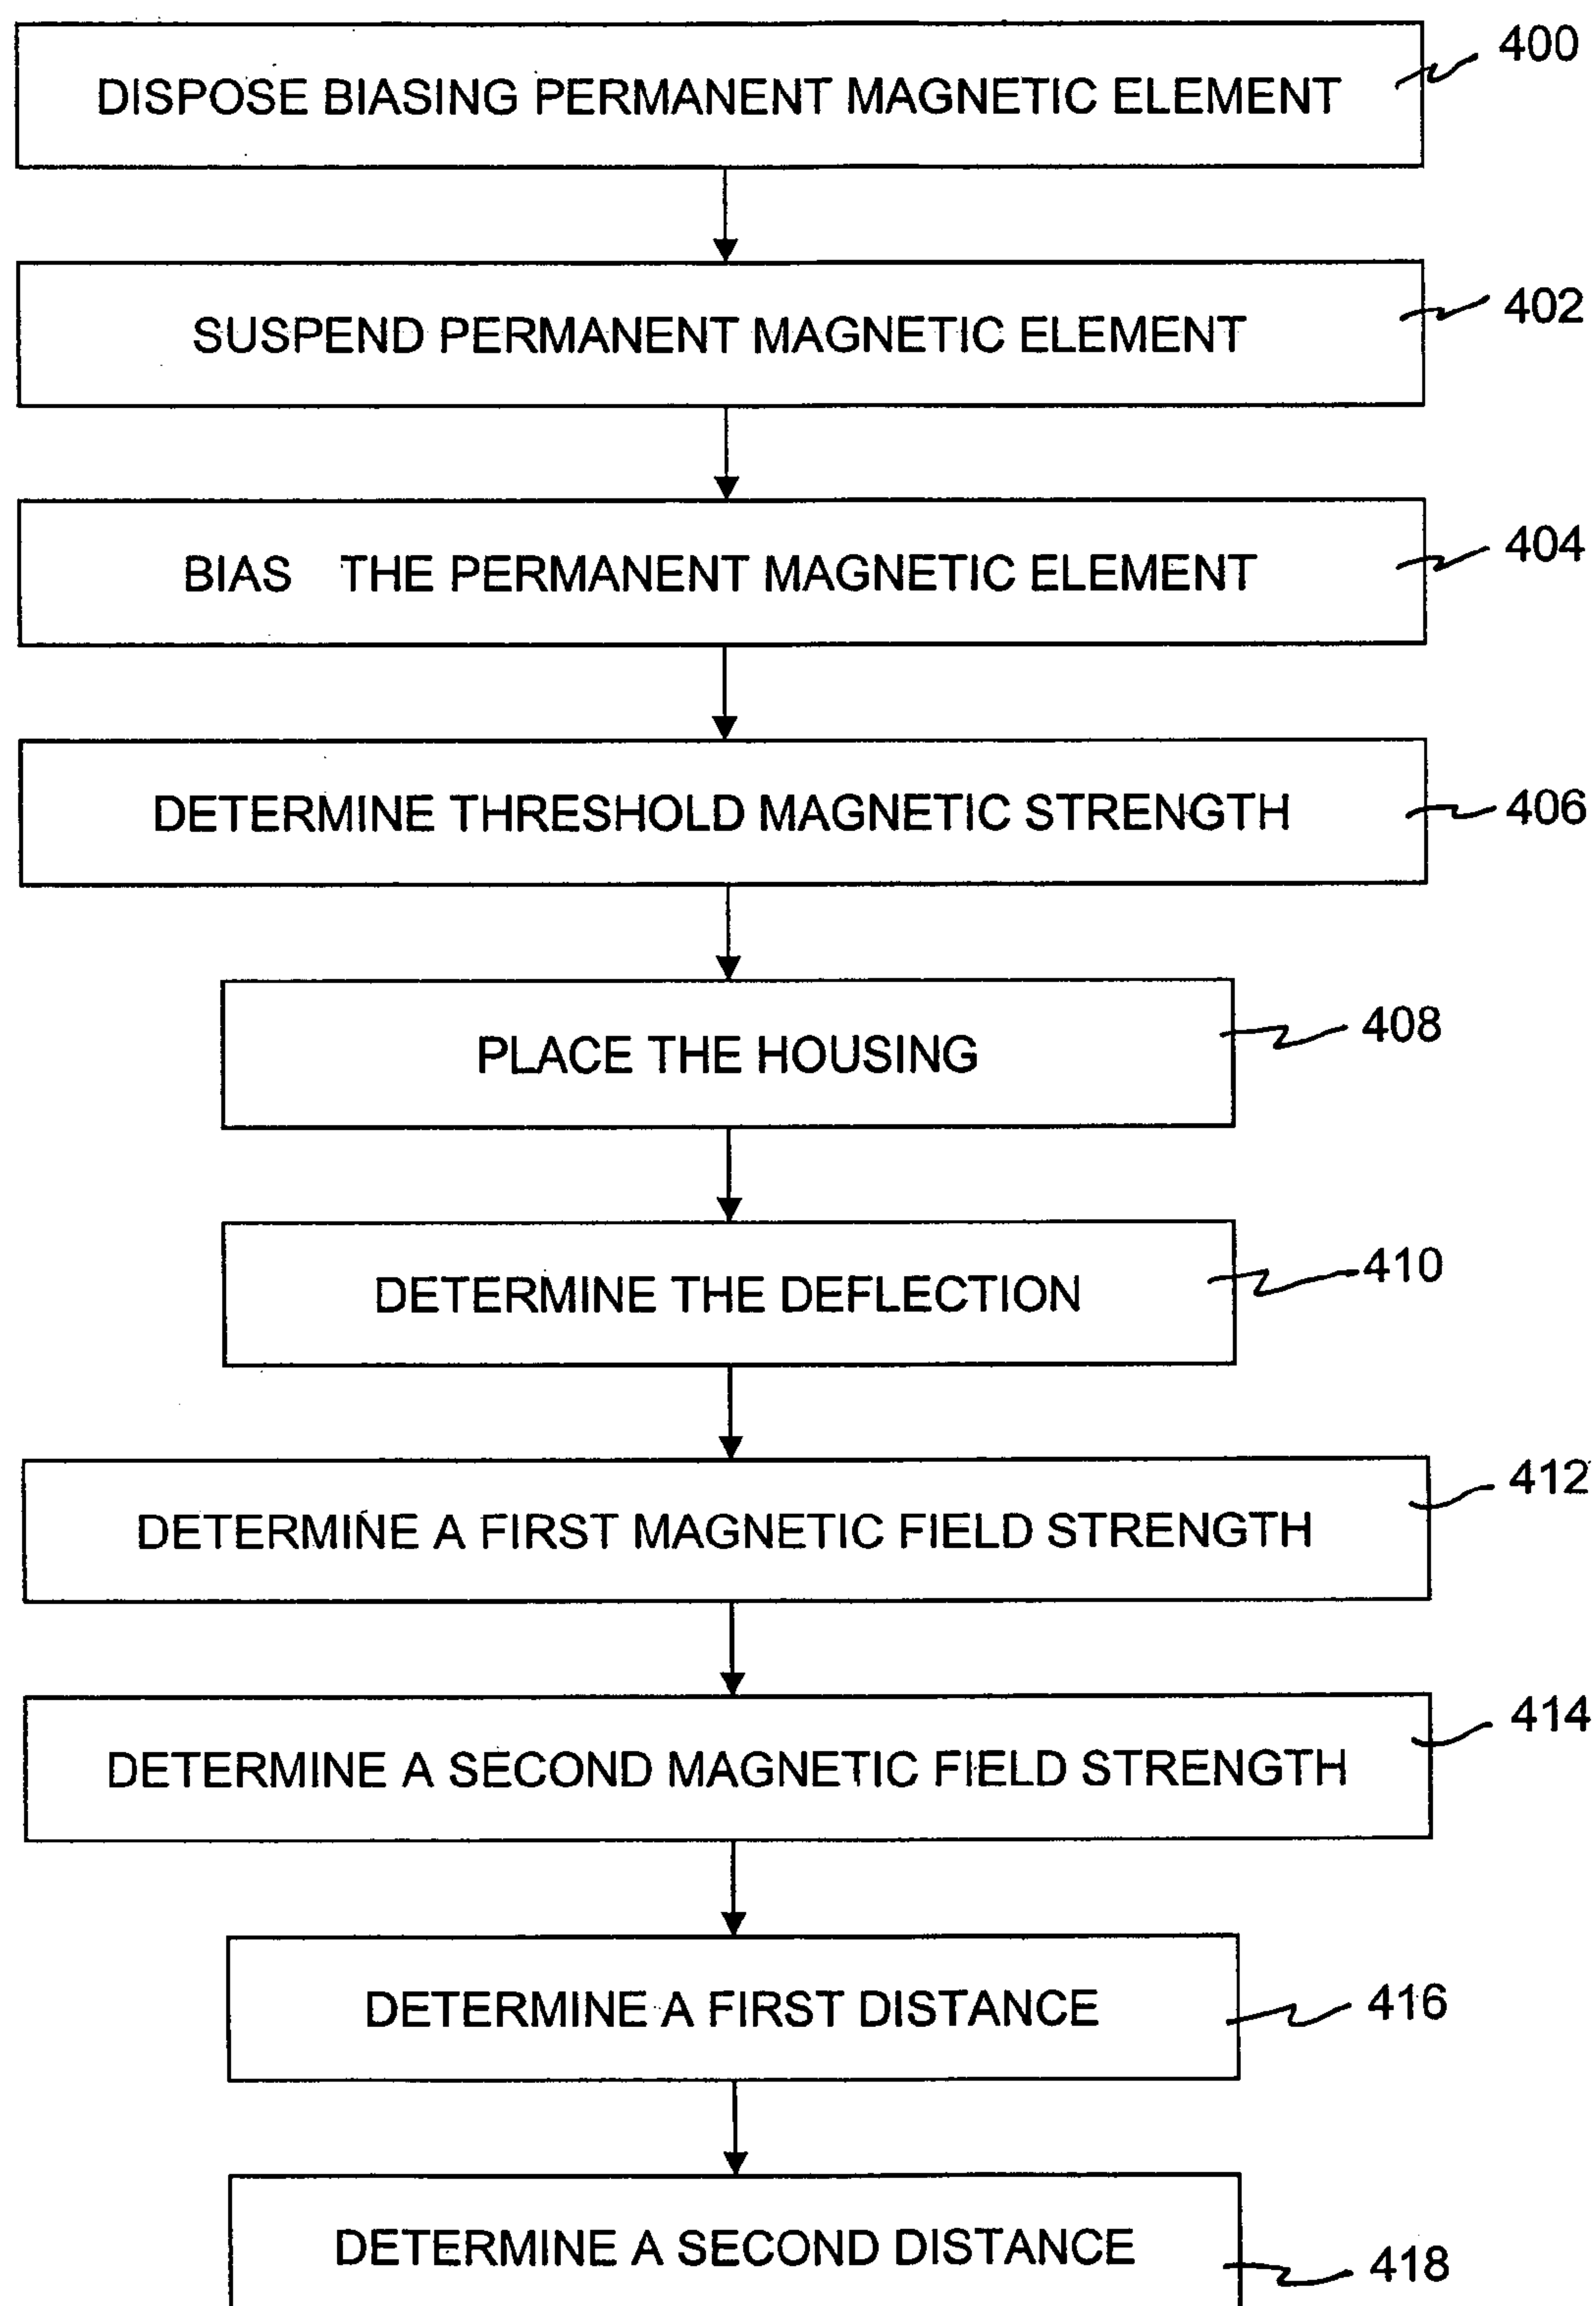 DISPOSE BIASING PERMANENT MAGNETIC ELEMENT
400
SUSPEND PERMANENT MAGNETIC ELEMENT
402
BIAS THE PERMANENT MAGNETIC ELEMENT
404
DETERMINE THRESHOLD MAGNETIC STRENGTH
406
PLACE THE HOUSING
408
DETERMINE THE DEFLECTION
410
DETERMINE A FIRST MAGNETIC FIELD STRENGTH
412
DETERMINE A SECOND MAGNETIC FIELD STRENGTH
414
DETERMINE A FIRST DISTANCE
416
DETERMINE A SECOND DISTANCE
418